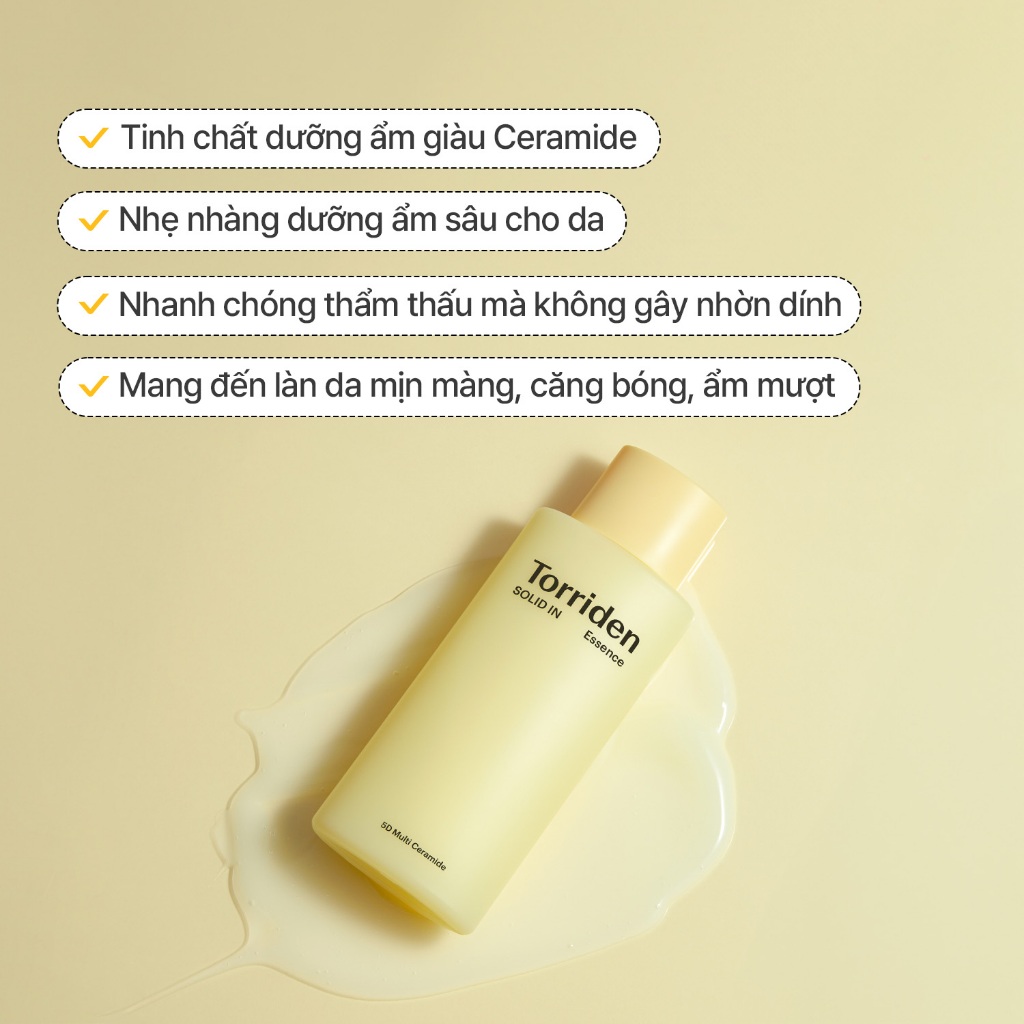 Tinh chất dưỡng ẩm giàu Ceramide
Nhẹ nhàng dưỡng ẩm sâu cho da
Nhanh chóng thẩm thấu mà không gây nhờn dính
Mang đến làn da mịn màng, căng bóng, ẩm mượt
Torriden
SOLID IN
Essence
5D Multi Ceramide